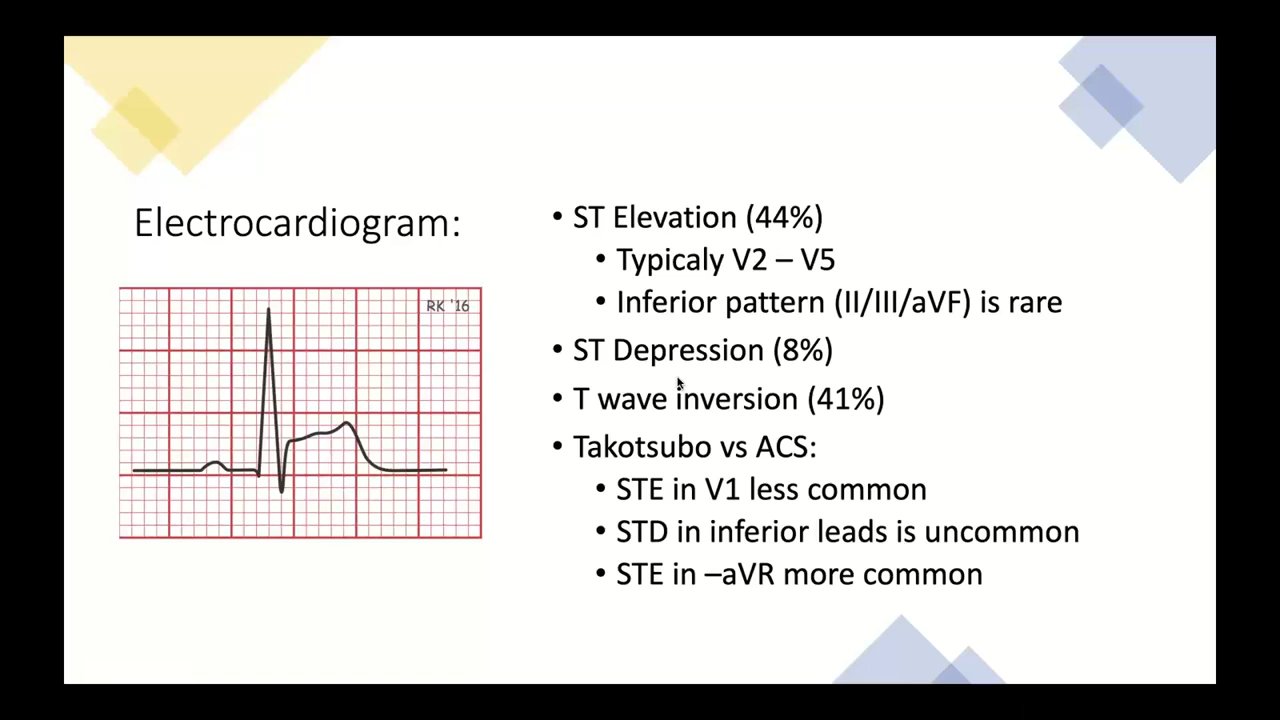 Electrocardiogram:
RK '16
• ST Elevation (44%)
• Typicaly V2 – V5
• Inferior pattern (II/III/aVF) is rare
• ST Depression (8%)
• T wave inversion (41%)
• Takotsubo vs ACS:
• STE in V1 less common
• STD in inferior leads is uncommon
• STE in –aVR more common